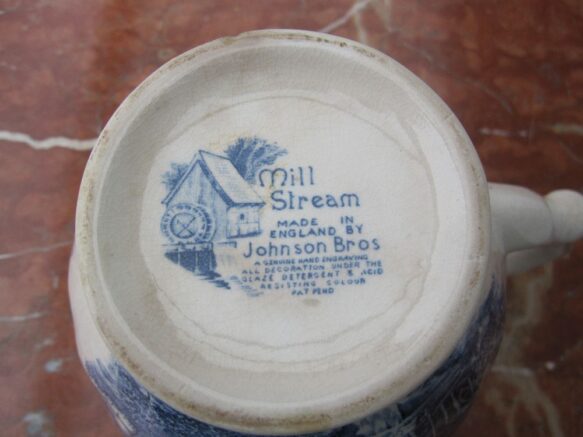 Mill
Stream
MADE IN
ENGLAND BY
Johnson Bros
A GENUINE HAND ENGRAVING
ALL DECORATION UNDER THE
GLAZE DETERGENT & ACID
RESISTING COLOUR
PAT PEND